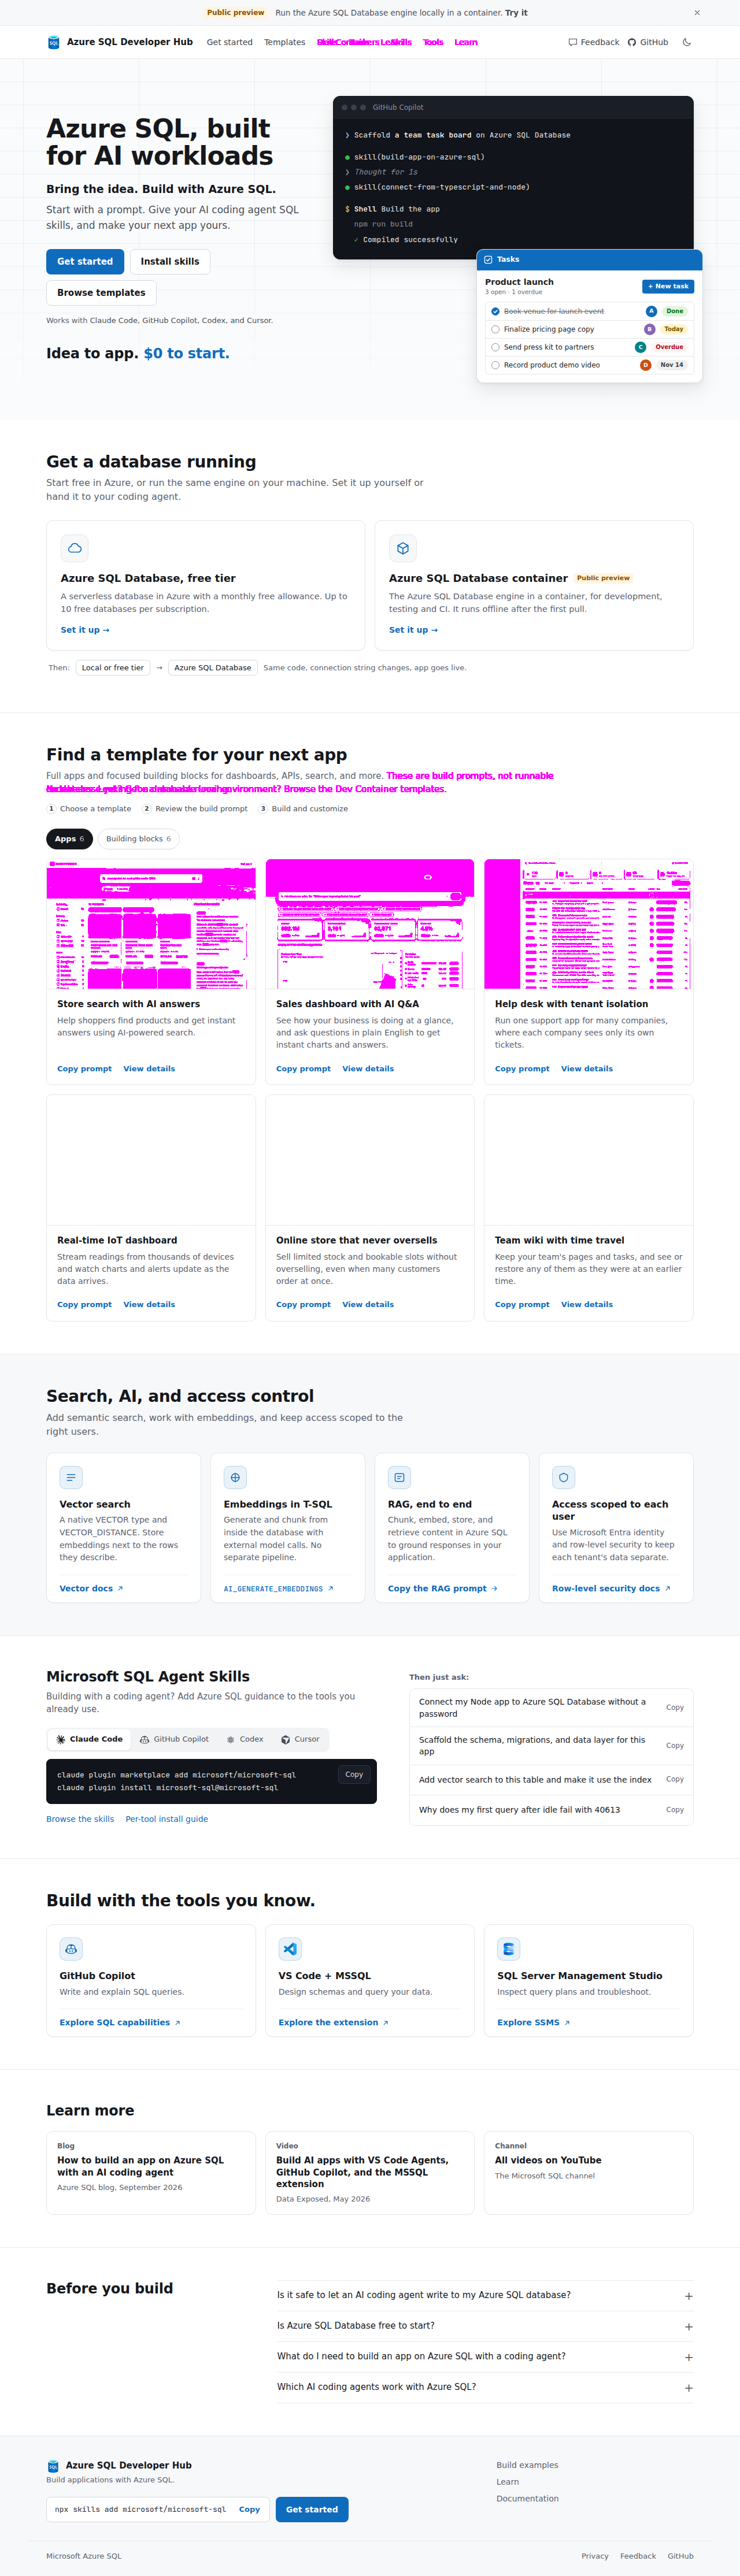 Public preview Run the Azure SQL Database engine locally in a container. Try it
Azure SQL Developer Hub Get started Templates Tools Learn Feedback GitHub
GitHub Copilot
Azure SQL, built
for AI workloads
Bring the idea. Build with Azure SQL.
Start with a prompt. Give your AI coding agent SQL
skills, and make your next app yours.
Get started Install skills
Browse templates
Works with Claude Code, GitHub Copilot, Codex, and Cursor.
Idea to app. $0 to start.
❯ Scaffold a team task board on Azure SQL Database
● skill(build-app-on-azure-sql)
❯ Thought for 1s
● skill(connect-from-typescript-and-node)
$ Shell Build the app
npm run build
✓ Compiled successfully
Tasks
Product launch
3 open · 1 overdue
+ New task
Book venue for launch event A Done
Finalize pricing page copy B Today
Send press kit to partners C Overdue
Record product demo video D Nov 14
Get a database running
Start free in Azure, or run the same engine on your machine. Set it up yourself or
hand it to your coding agent.
Azure SQL Database, free tier
A serverless database in Azure with a monthly free allowance. Up to
10 free databases per subscription.
Set it up →
Azure SQL Database container Public preview
The Azure SQL Database engine in a container, for development,
testing and CI. It runs offline after the first pull.
Set it up →
Then: Local or free tier → Azure SQL Database Same code, connection string changes, app goes live.
Find a template for your next app
Full apps and focused building blocks for dashboards, APIs, search, and more. These are build prompts, not runnable
environment? Browse the Dev Container templates.
1 Choose a template 2 Review the build prompt 3 Build and customize
Apps 6 Building blocks 6
Store search with AI answers
Help shoppers find products and get instant
answers using AI-powered search.
Copy prompt View details
Sales dashboard with AI Q&A
See how your business is doing at a glance,
and ask questions in plain English to get
instant charts and answers.
Copy prompt View details
Help desk with tenant isolation
Run one support app for many companies,
where each company sees only its own
tickets.
Copy prompt View details
Real-time IoT dashboard
Stream readings from thousands of devices
and watch charts and alerts update as the
data arrives.
Copy prompt View details
Online store that never oversells
Sell limited stock and bookable slots without
overselling, even when many customers
order at once.
Copy prompt View details
Team wiki with time travel
Keep your team's pages and tasks, and see or
restore any of them as they were at an earlier
time.
Copy prompt View details
Search, AI, and access control
Add semantic search, work with embeddings, and keep access scoped to the
right users.
Vector search
A native VECTOR type and
VECTOR_DISTANCE. Store
embeddings next to the rows
they describe.
Vector docs ↗
Embeddings in T-SQL
Generate and chunk from
inside the database with
external model calls. No
separate pipeline.
AI_GENERATE_EMBEDDINGS ↗
RAG, end to end
Chunk, embed, store, and
retrieve content in Azure SQL
to ground responses in your
application.
Copy the RAG prompt →
Access scoped to each
user
Use Microsoft Entra identity
and row-level security to keep
each tenant's data separate.
Row-level security docs ↗
Microsoft SQL Agent Skills
Building with a coding agent? Add Azure SQL guidance to the tools you
already use.
Claude Code GitHub Copilot Codex Cursor
claude plugin marketplace add microsoft/microsoft-sql
claude plugin install microsoft-sql@microsoft-sql
Copy
Browse the skills Per-tool install guide
Then just ask:
Connect my Node app to Azure SQL Database without a
password
Copy
Scaffold the schema, migrations, and data layer for this
app
Copy
Add vector search to this table and make it use the index Copy
Why does my first query after idle fail with 40613 Copy
Build with the tools you know.
GitHub Copilot
Write and explain SQL queries.
Explore SQL capabilities ↗
VS Code + MSSQL
Design schemas and query your data.
Explore the extension ↗
SQL Server Management Studio
Inspect query plans and troubleshoot.
Explore SSMS ↗
Learn more
Blog
How to build an app on Azure SQL
with an AI coding agent
Azure SQL blog, September 2026
Video
Build AI apps with VS Code Agents,
GitHub Copilot, and the MSSQL
extension
Data Exposed, May 2026
Channel
All videos on YouTube
The Microsoft SQL channel
Before you build
Is it safe to let an AI coding agent write to my Azure SQL database?
Is Azure SQL Database free to start?
What do I need to build an app on Azure SQL with a coding agent?
Which AI coding agents work with Azure SQL?
Azure SQL Developer Hub
Build applications with Azure SQL.
npx skills add microsoft/microsoft-sql Copy Get started
Build examples
Learn
Documentation
Microsoft Azure SQL Privacy Feedback GitHub